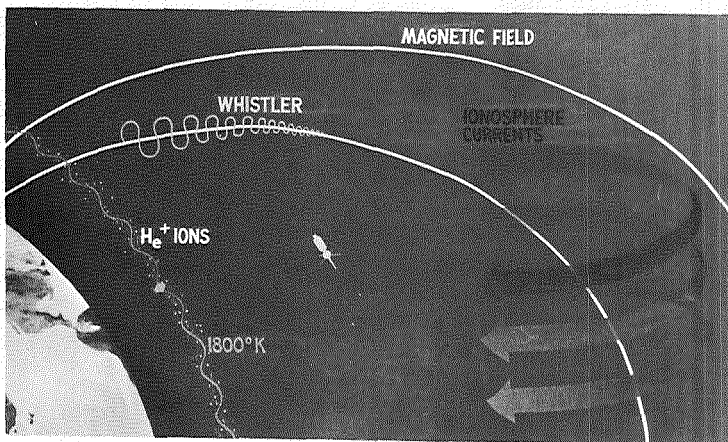 MAGNETIC FIELD
WHISTLER
IONOSPHERE
CURRENTS
He+ IONS
1800°K